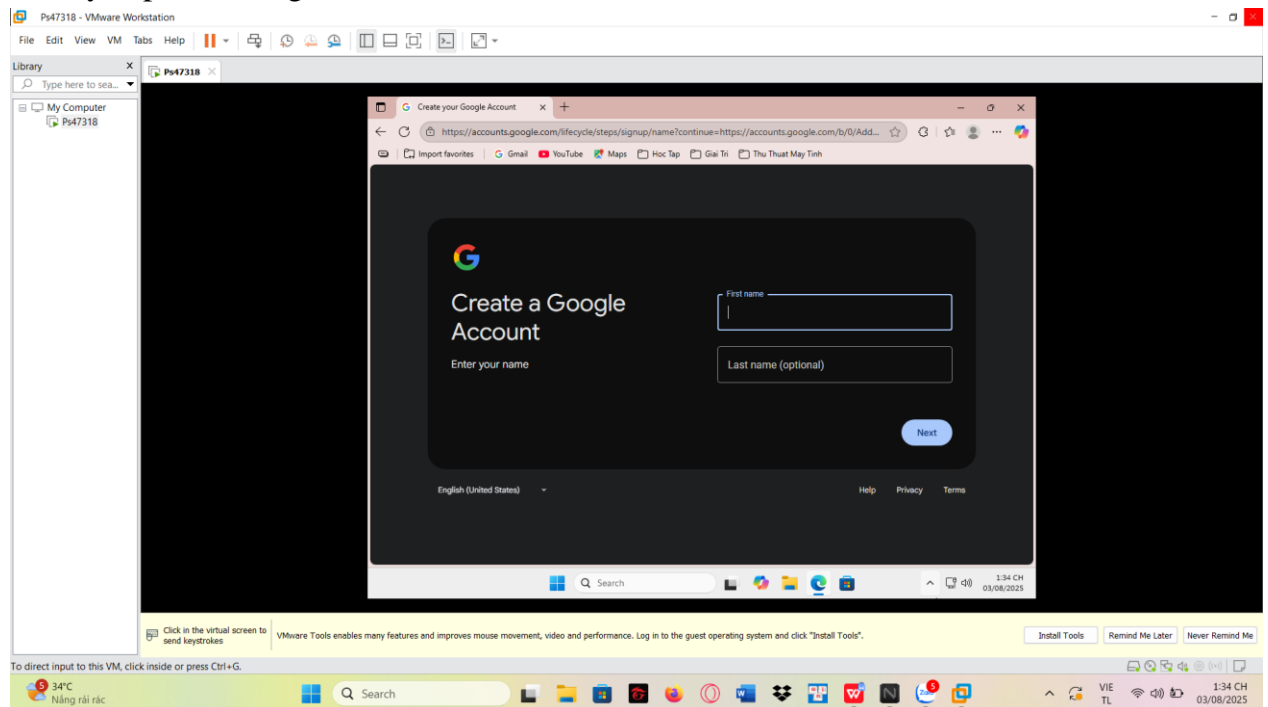 Ps47318 - VMware Workstation
File Edit View VM Tabs Help
Library X
Type here to sea...
Ps47318
My Computer
Ps47318
Create your Google Account
https://accounts.google.com/lifecycle/steps/signup/name?continue=https://accounts.google.com/b/0/Add...
Import favorites Gmail YouTube Maps Hoc Tap Giai Tri Thu Thuat May Tinh
Create a Google
Account
Enter your name
First name
Last name (optional)
Next
English (United States) Help Privacy Terms
Search
1:34 CH
03/08/2025
Click in the virtual screen to
send keystrokes
VMware Tools enables many features and improves mouse movement, video and performance. Log in to the guest operating system and click "Install Tools".
Install Tools Remind Me Later Never Remind Me
To direct input to this VM, click inside or press Ctrl+G.
5
34°C
Nắng rải rác
Search
Zalo 5
VIE
TL
1:34 CH
03/08/2025